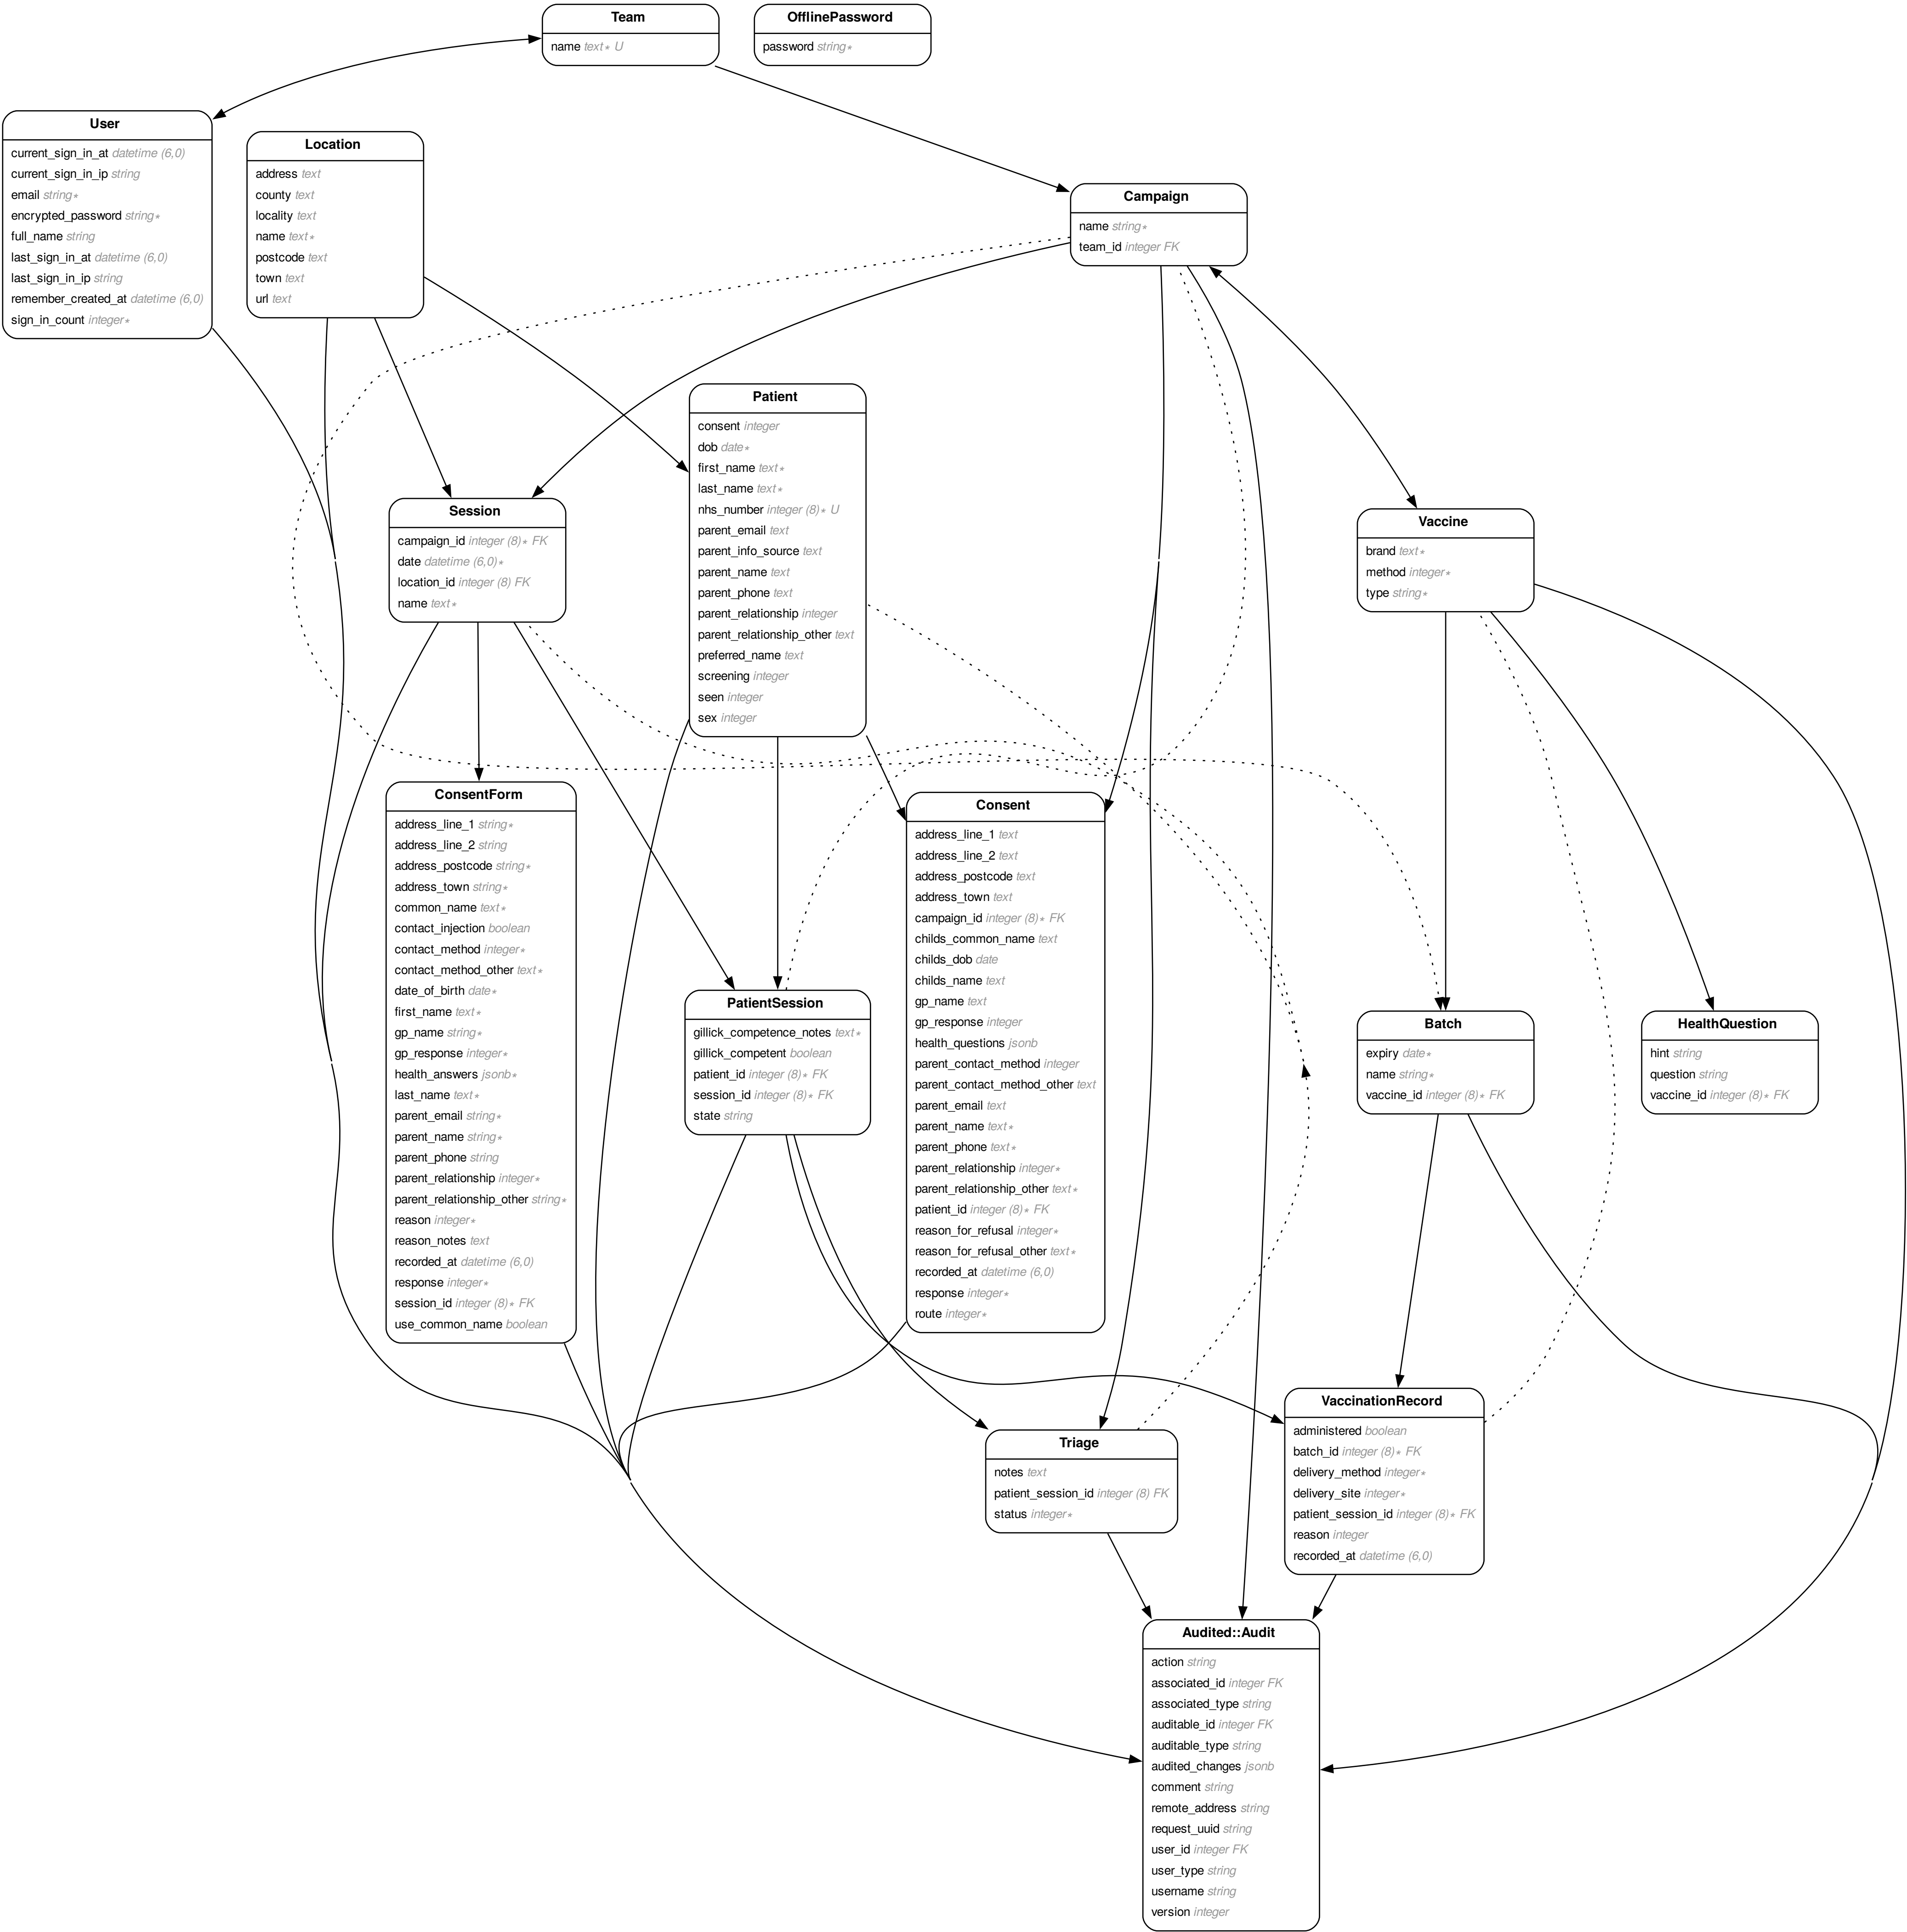 Team
name text∗ U
OfflinePassword
password string∗
User
current_sign_in_at datetime (6,0)
current_sign_in_ip string
email string∗
encrypted_password string∗
full_name string
last_sign_in_at datetime (6,0)
last_sign_in_ip string
remember_created_at datetime (6,0)
sign_in_count integer∗
Location
address text
county text
locality text
name text∗
postcode text
town text
url text
Campaign
name string∗
team_id integer FK
Patient
consent integer
dob date∗
first_name text∗
last_name text∗
nhs_number integer (8)∗ U
parent_email text
parent_info_source text
parent_name text
parent_phone text
parent_relationship integer
parent_relationship_other text
preferred_name text
screening integer
seen integer
sex integer
Session
campaign_id integer (8)∗ FK
date datetime (6,0)∗
location_id integer (8) FK
name text∗
Vaccine
brand text∗
method integer∗
type string∗
ConsentForm
address_line_1 string∗
address_line_2 string
address_postcode string∗
address_town string∗
common_name text∗
contact_injection boolean
contact_method integer∗
contact_method_other text∗
date_of_birth date∗
first_name text∗
gp_name string∗
gp_response integer∗
health_answers jsonb∗
last_name text∗
parent_email string∗
parent_name string∗
parent_phone string
parent_relationship integer∗
parent_relationship_other string∗
reason integer∗
reason_notes text
recorded_at datetime (6,0)
response integer∗
session_id integer (8)∗ FK
use_common_name boolean
Consent
address_line_1 text
address_line_2 text
address_postcode text
address_town text
campaign_id integer (8)∗ FK
childs_common_name text
childs_dob date
childs_name text
gp_name text
gp_response integer
health_questions jsonb
parent_contact_method integer
parent_contact_method_other text
parent_email text
parent_name text∗
parent_phone text∗
parent_relationship integer∗
parent_relationship_other text∗
patient_id integer (8)∗ FK
reason_for_refusal integer∗
reason_for_refusal_other text∗
recorded_at datetime (6,0)
response integer∗
route integer∗
PatientSession
gillick_competence_notes text∗
gillick_competent boolean
patient_id integer (8)∗ FK
session_id integer (8)∗ FK
state string
Batch
expiry date∗
name string∗
vaccine_id integer (8)∗ FK
HealthQuestion
hint string
question string
vaccine_id integer (8)∗ FK
VaccinationRecord
administered boolean
batch_id integer (8)∗ FK
delivery_method integer∗
delivery_site integer∗
patient_session_id integer (8)∗ FK
reason integer
recorded_at datetime (6,0)
Triage
notes text
patient_session_id integer (8) FK
status integer∗
Audited::Audit
action string
associated_id integer FK
associated_type string
auditable_id integer FK
auditable_type string
audited_changes jsonb
comment string
remote_address string
request_uuid string
user_id integer FK
user_type string
username string
version integer